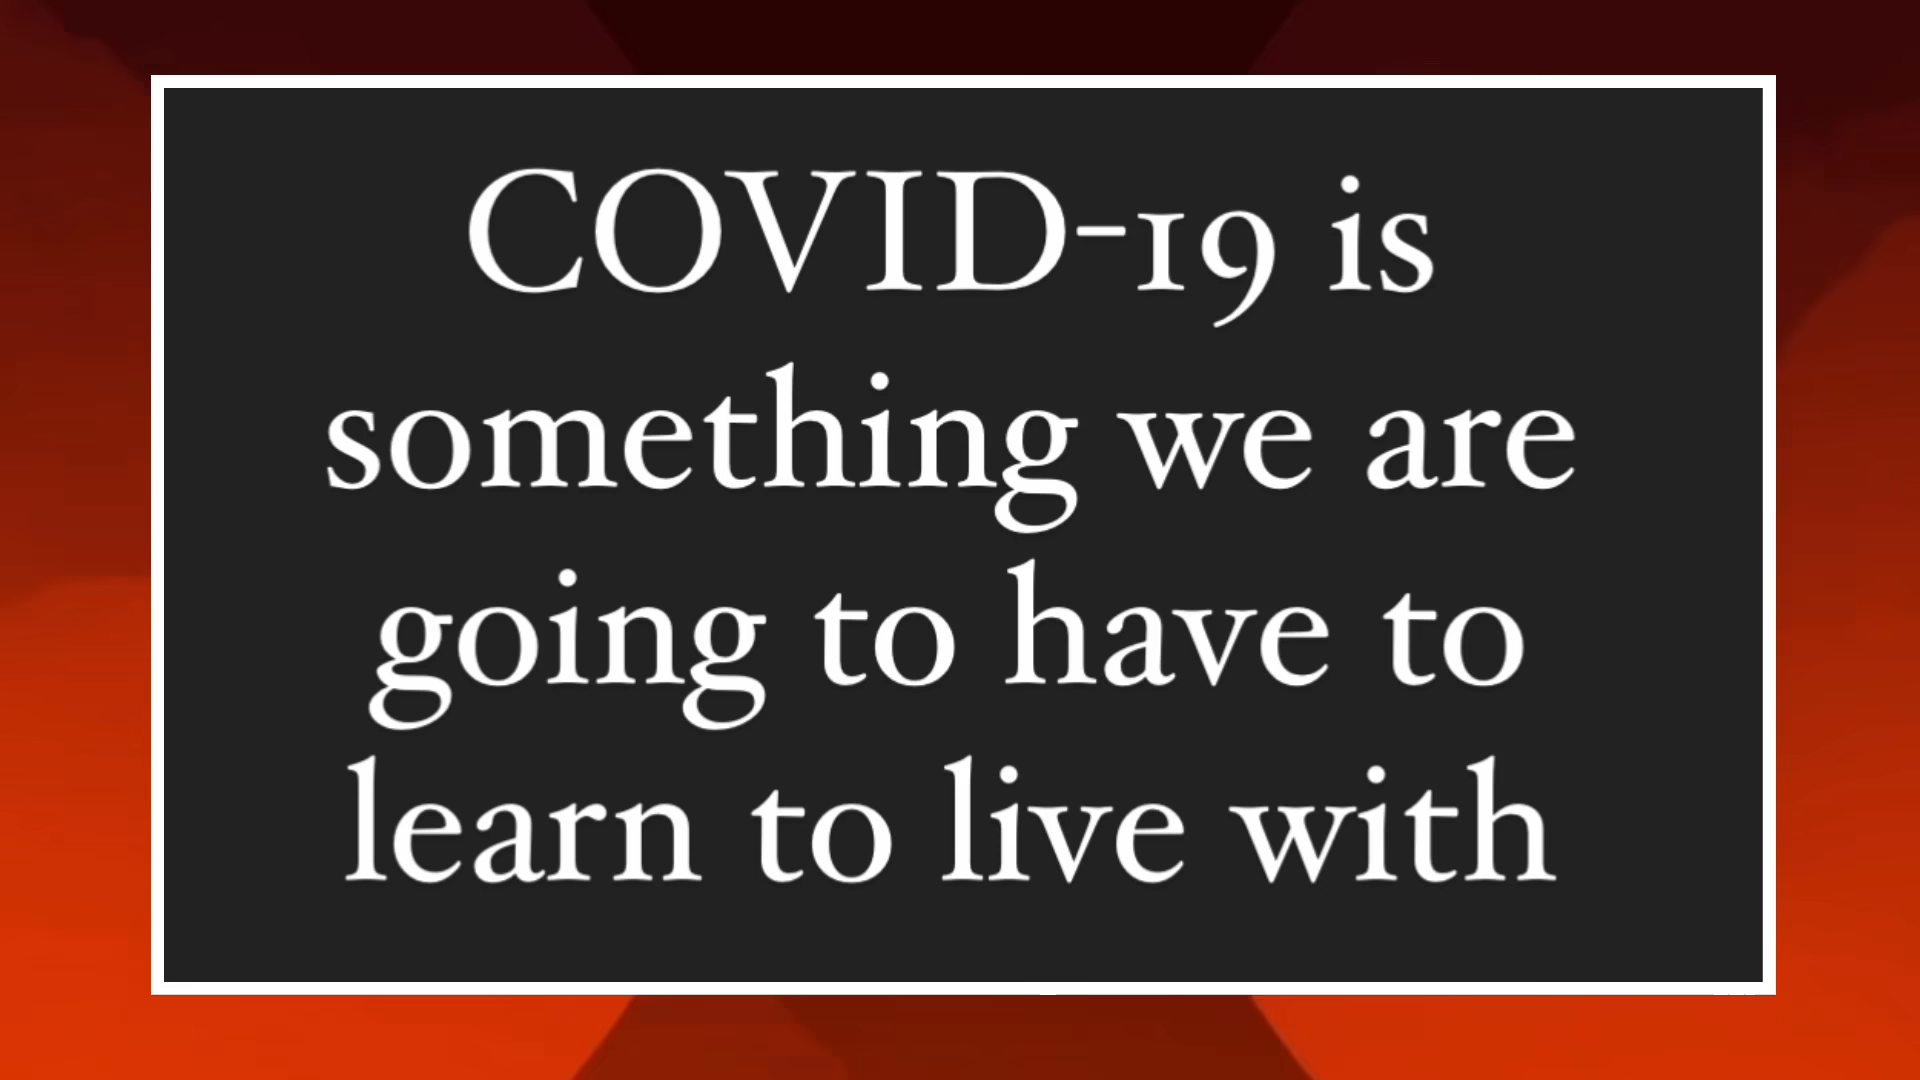 COVID-19 is
something we are
going to have to
learn to live with